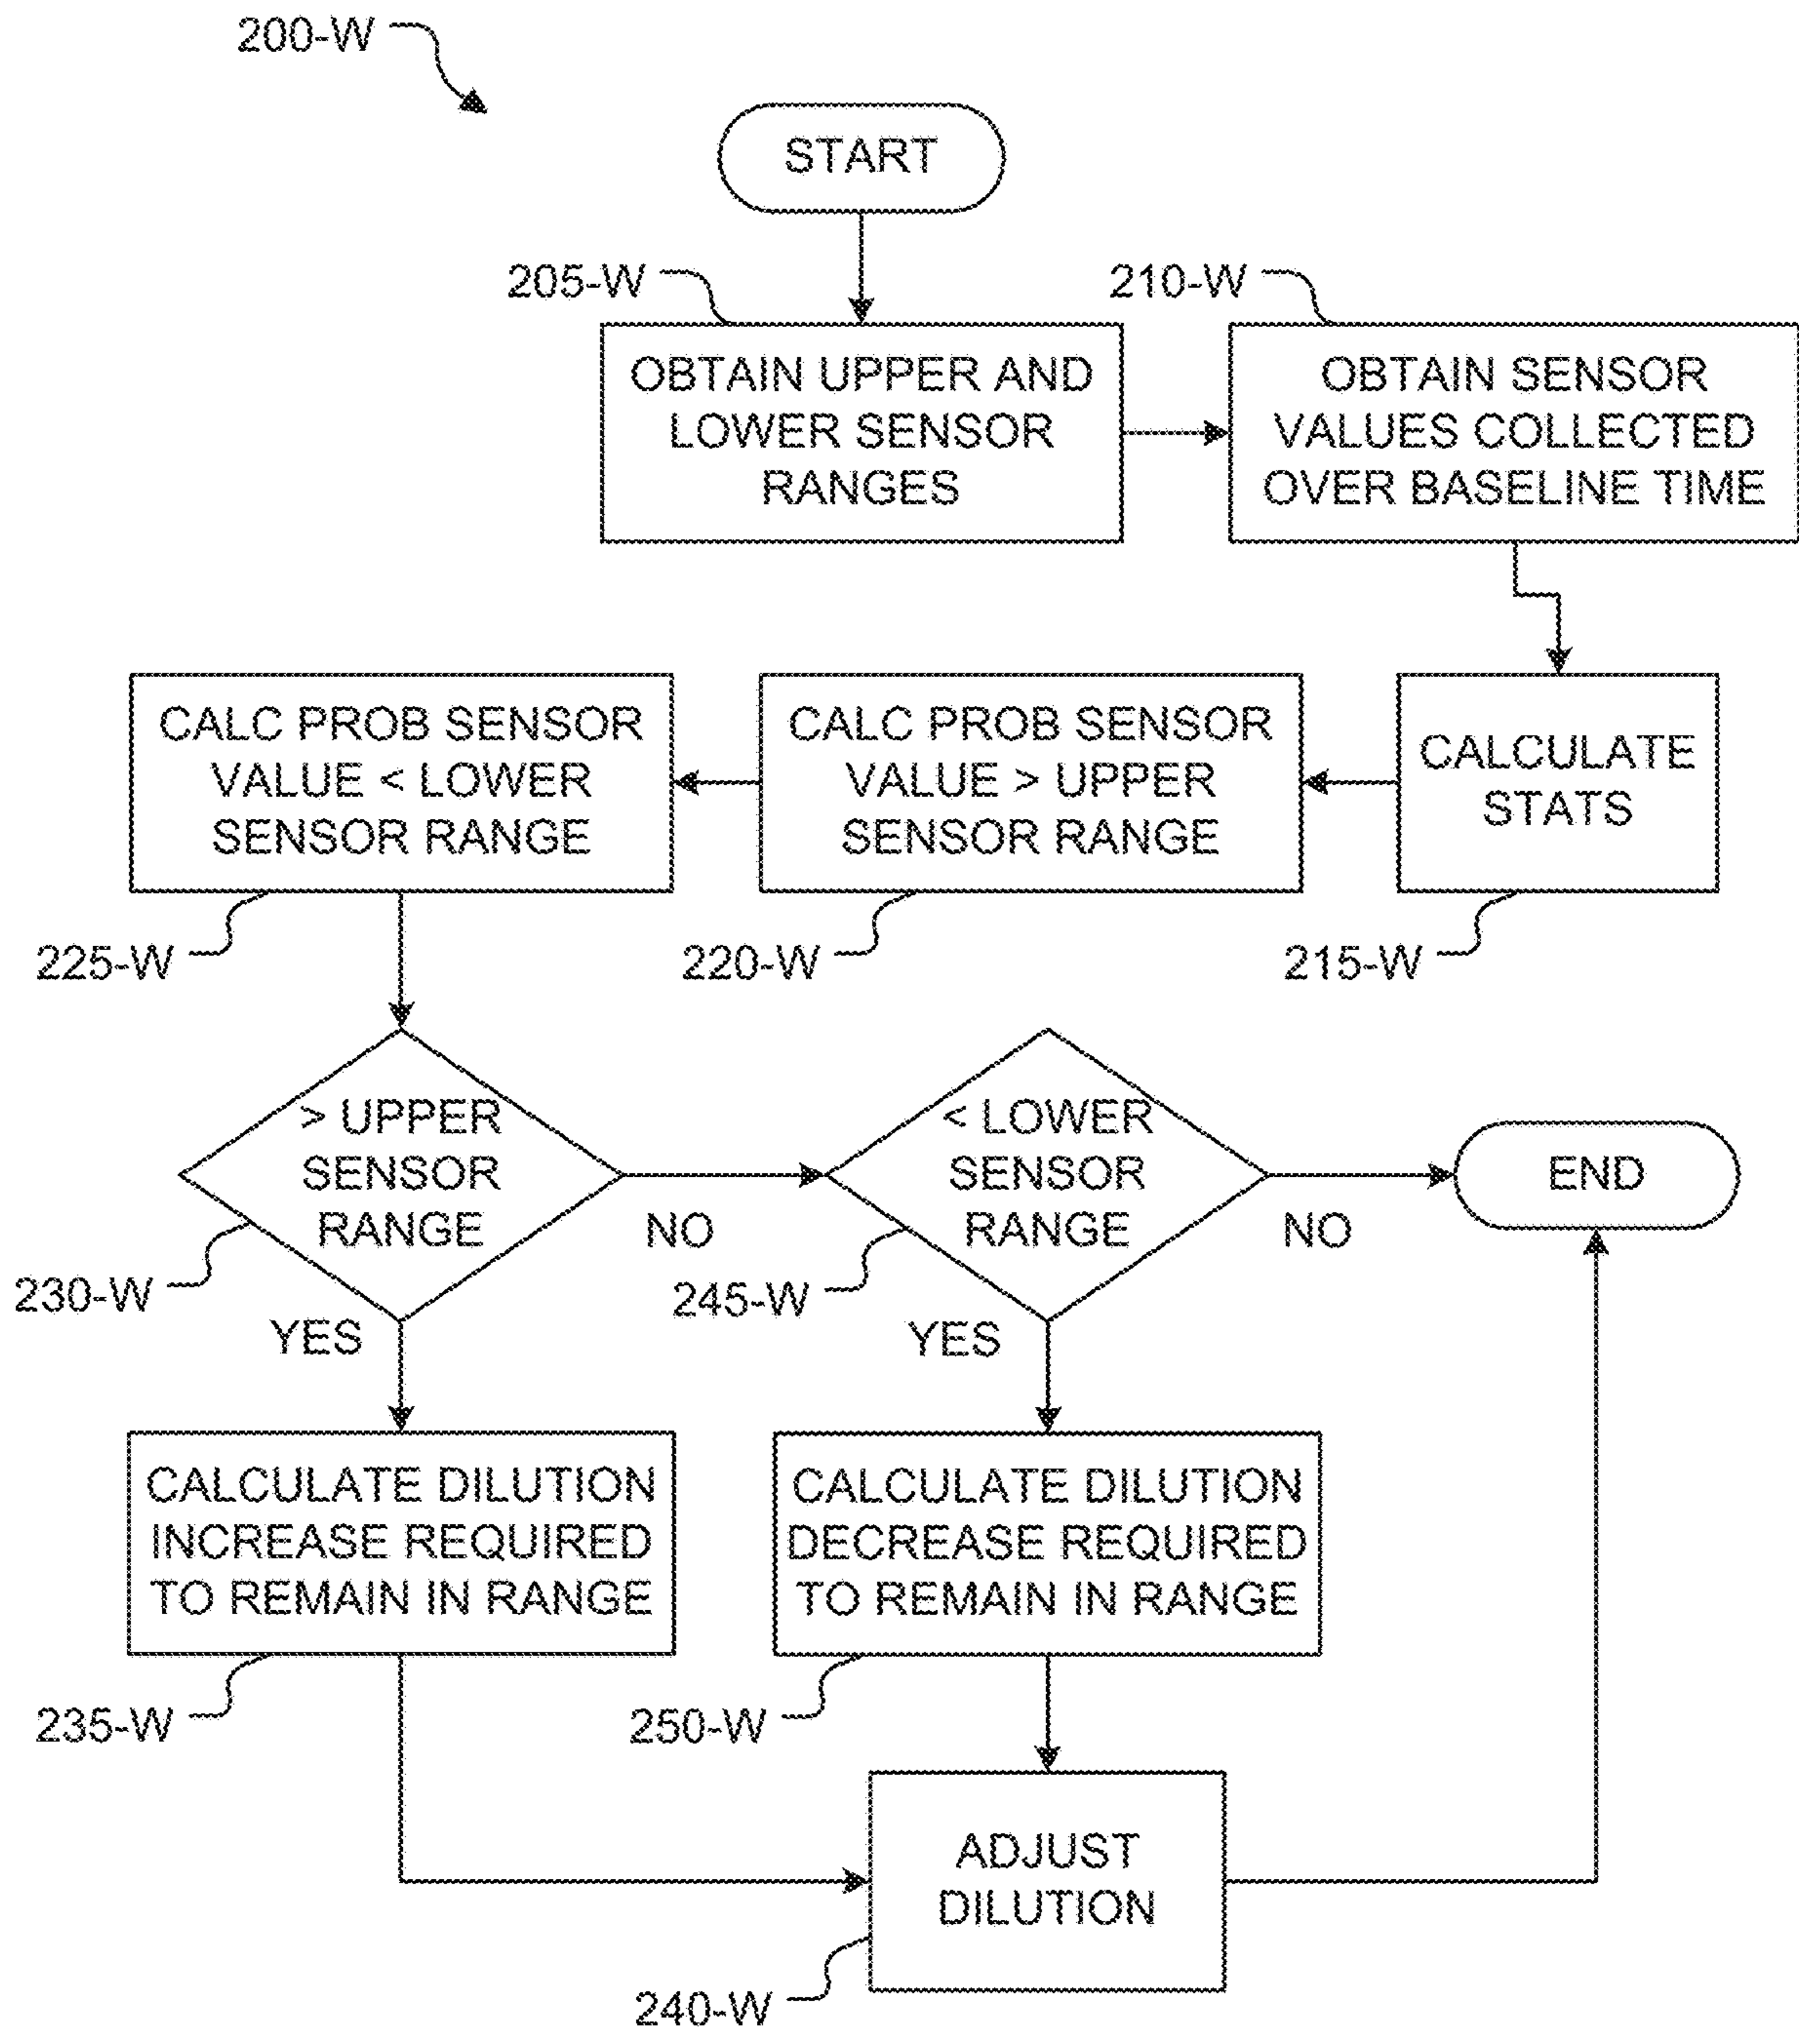 200-W
START
205-W
210-W
OBTAIN UPPER AND
LOWER SENSOR
RANGES
OBTAIN SENSOR
VALUES COLLECTED
OVER BASELINE TIME
CALC PROB SENSOR
VALUE < LOWER
SENSOR RANGE
CALC PROB SENSOR
VALUE > UPPER
SENSOR RANGE
CALCULATE
STATS
225-W
220-W
215-W
> UPPER
SENSOR
RANGE
NO
< LOWER
SENSOR
RANGE
NO
END
230-W
YES
245-W
YES
CALCULATE DILUTION
INCREASE REQUIRED
TO REMAIN IN RANGE
CALCULATE DILUTION
DECREASE REQUIRED
TO REMAIN IN RANGE
235-W
250-W
ADJUST
DILUTION
240-W